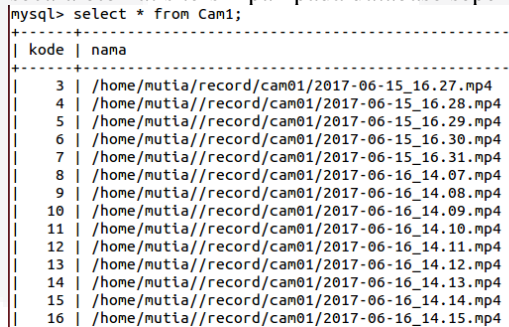 mysql> select * from Cam1;
| kode | nama
| 3 | /home/mutia/record/cam01/2017-06-15_16.27.mp4
| 4 | /home/mutia//record/cam01/2017-06-15_16.28.mp4
| 5 | /home/mutia//record/cam01/2017-06-15_16.29.mp4
| 6 | /home/mutia//record/cam01/2017-06-15_16.30.mp4
| 7 | /home/mutia//record/cam01/2017-06-15_16.31.mp4
| 8 | /home/mutia//record/cam01/2017-06-16_14.07.mp4
| 9 | /home/mutia//record/cam01/2017-06-16_14.08.mp4
| 10 | /home/mutia//record/cam01/2017-06-16_14.09.mp4
| 11 | /home/mutia//record/cam01/2017-06-16_14.10.mp4
| 12 | /home/mutia//record/cam01/2017-06-16_14.11.mp4
| 13 | /home/mutia//record/cam01/2017-06-16_14.12.mp4
| 14 | /home/mutia//record/cam01/2017-06-16_14.13.mp4
| 15 | /home/mutia//record/cam01/2017-06-16_14.14.mp4
| 16 | /home/mutia//record/cam01/2017-06-16_14.15.mp4